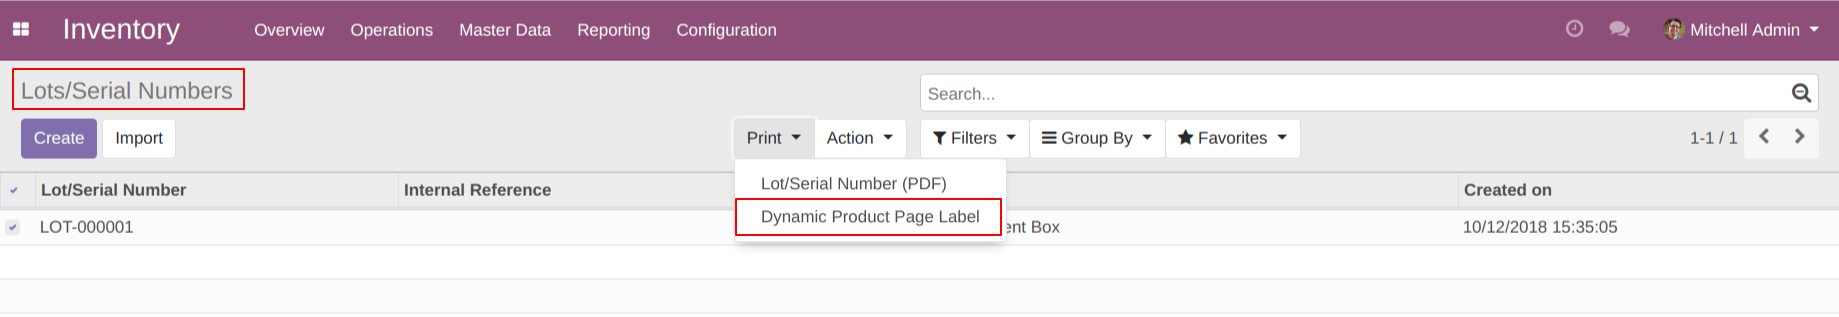 Inventory Overview Operations Master Data Reporting Configuration Mitchell Admin
Lots/Serial Numbers
Search...
Create Import Print Action Filters Group By Favorites 1-1 / 1
Lot/Serial Number (PDF)
Dynamic Product Page Label
Lot/Serial Number Internal Reference Created on
LOT-000001 ent Box 10/12/2018 15:35:05